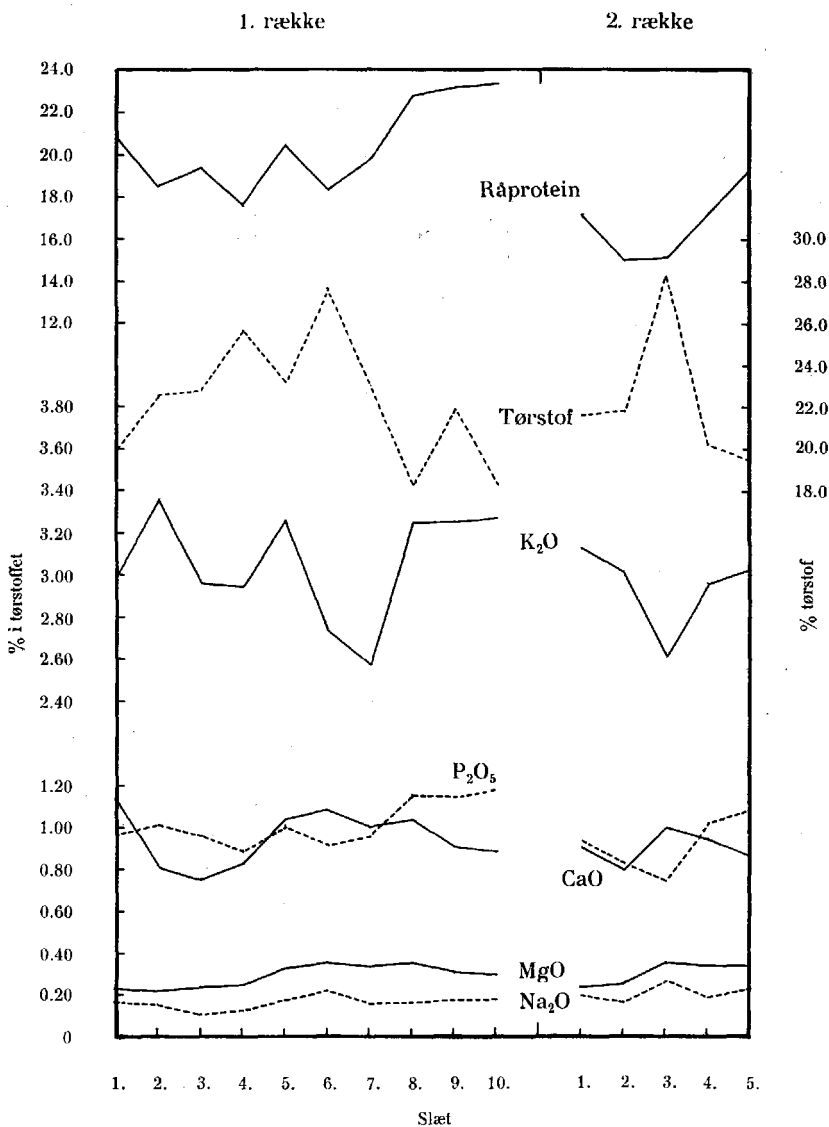 1. række 2. række
24.0
22.0
20.0
18.0
16.0
14.0
12.0
3.80
3.60
3.40
3.20
3.00
2.80
2.60
2.40
1.20
1.00
0.80
0.60
0.40
0.20
0
% i tørstoffet
Råprotein
Tørstof
K₂O
P₂O₅
CaO
MgO
Na₂O
30.0
28.0
26.0
24.0
22.0
20.0
18.0
% tørstof
1. 2. 3. 4. 5. 6. 7. 8. 9. 10. 1. 2. 3. 4. 5.
Slæt